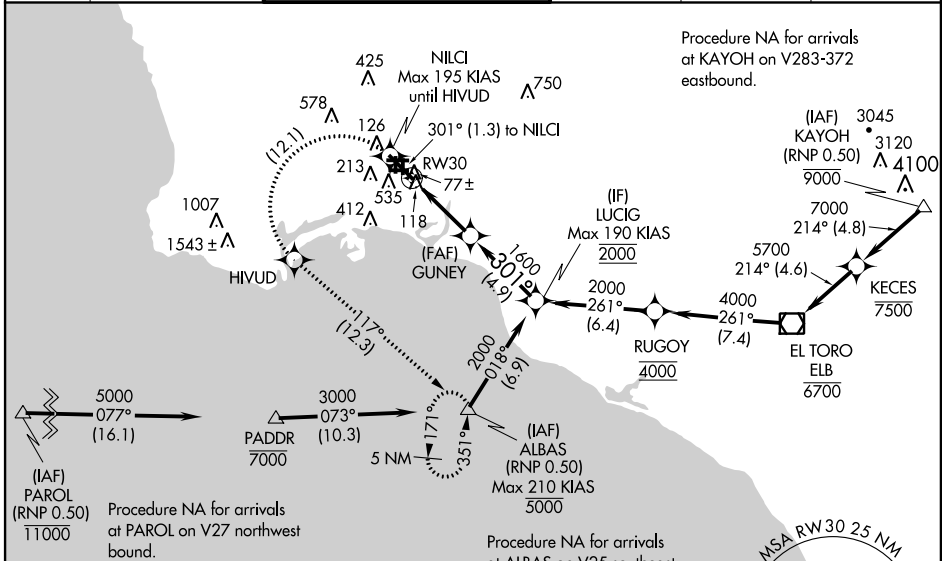 425
NILCI
Max 195 KIAS
until HIVUD
750
Procedure NA for arrivals
at KAYOH on V283-372
eastbound.
578
126
301° (1.3) to NILCI
(12.1)
213
535
RW30
77±
118
412
(IAF)
KAYOH
(RNP 0.50)
9000
3045
3120
4100
7000
214° (4.8)
5700
214° (4.6)
KECES
7500
1007
1543 ±
HIVUD
(FAF)
GUNEY
(IF)
LUCIG
Max 190 KIAS
2000
1600
301°
(4.9)
2000
261°
(6.4)
RUGOY
4000
4000
261°
(7.4)
EL TORO
ELB
6700
117°
(12.3)
2000
018°
(6.9)
5000
077°
(16.1)
3000
073°
(10.3)
PADDR
7000
171°
351°
5 NM
(IAF)
ALBAS
(RNP 0.50)
Max 210 KIAS
5000
(IAF)
PAROL
(RNP 0.50)
11000
Procedure NA for arrivals
at PAROL on V27 northwest
bound.
Procedure NA for arrivals
at ALBAS on V25 southeast
MSA RW30 25 NM